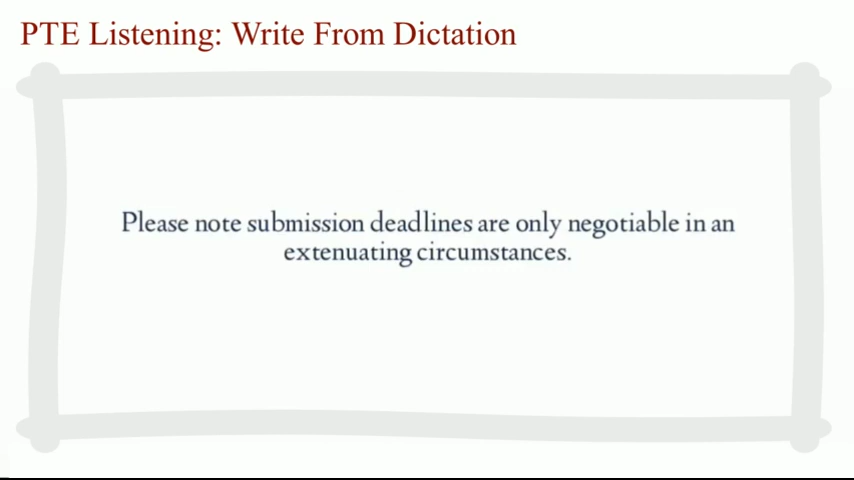 PTE Listening: Write From Dictation
Please note submission deadlines are only negotiable in an
extenuating circumstances.